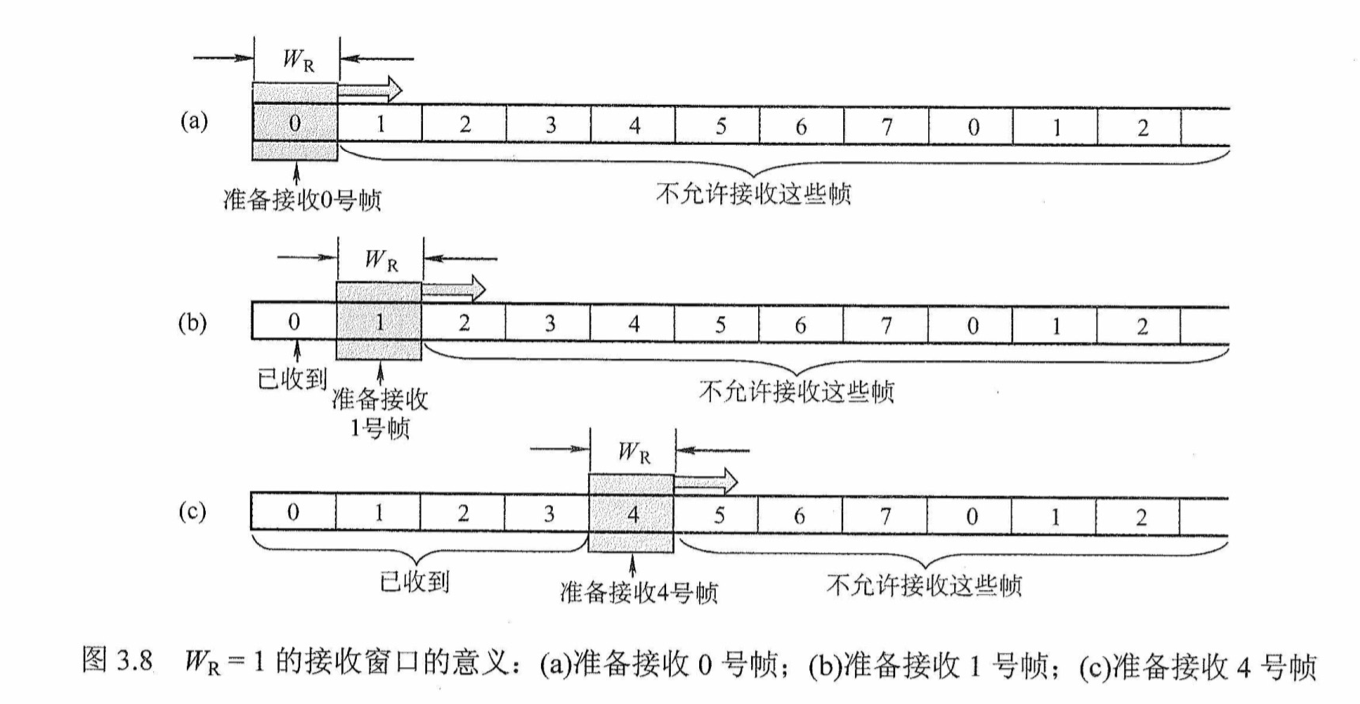 W_R
(a) 0 1 2 3 4 5 6 7 0 1 2
准备接收0号帧
不允许接收这些帧
W_R
(b) 0 1 2 3 4 5 6 7 0 1 2
已收到
准备接收
1号帧
不允许接收这些帧
W_R
(c) 0 1 2 3 4 5 6 7 0 1 2
已收到
准备接收4号帧
不允许接收这些帧
图 3.8 W_R = 1 的接收窗口的意义：(a)准备接收 0 号帧；(b)准备接收 1 号帧；(c)准备接收 4 号帧